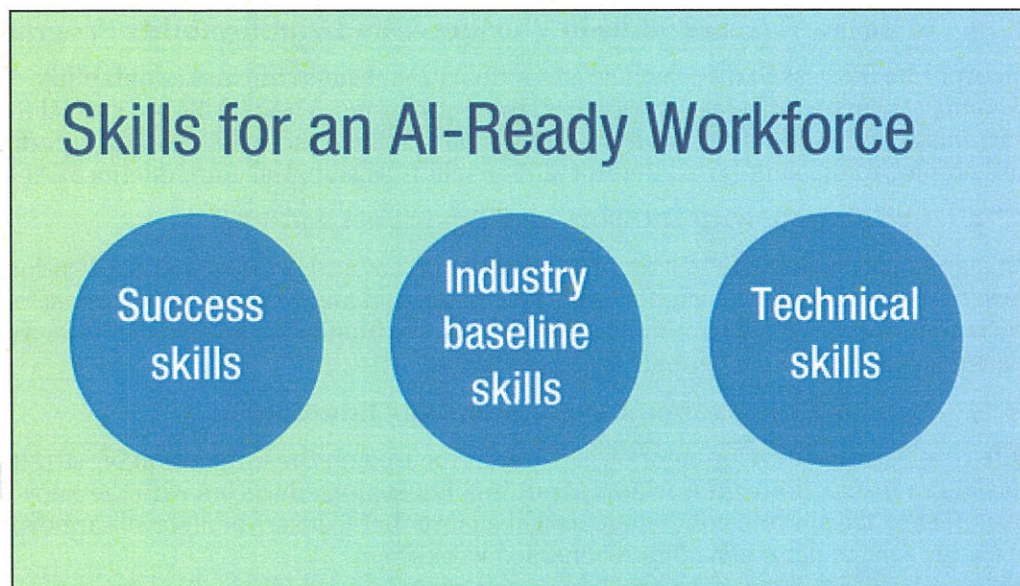 Skills for an AI-Ready Workforce
Success
skills
Industry
baseline
skills
Technical
skills